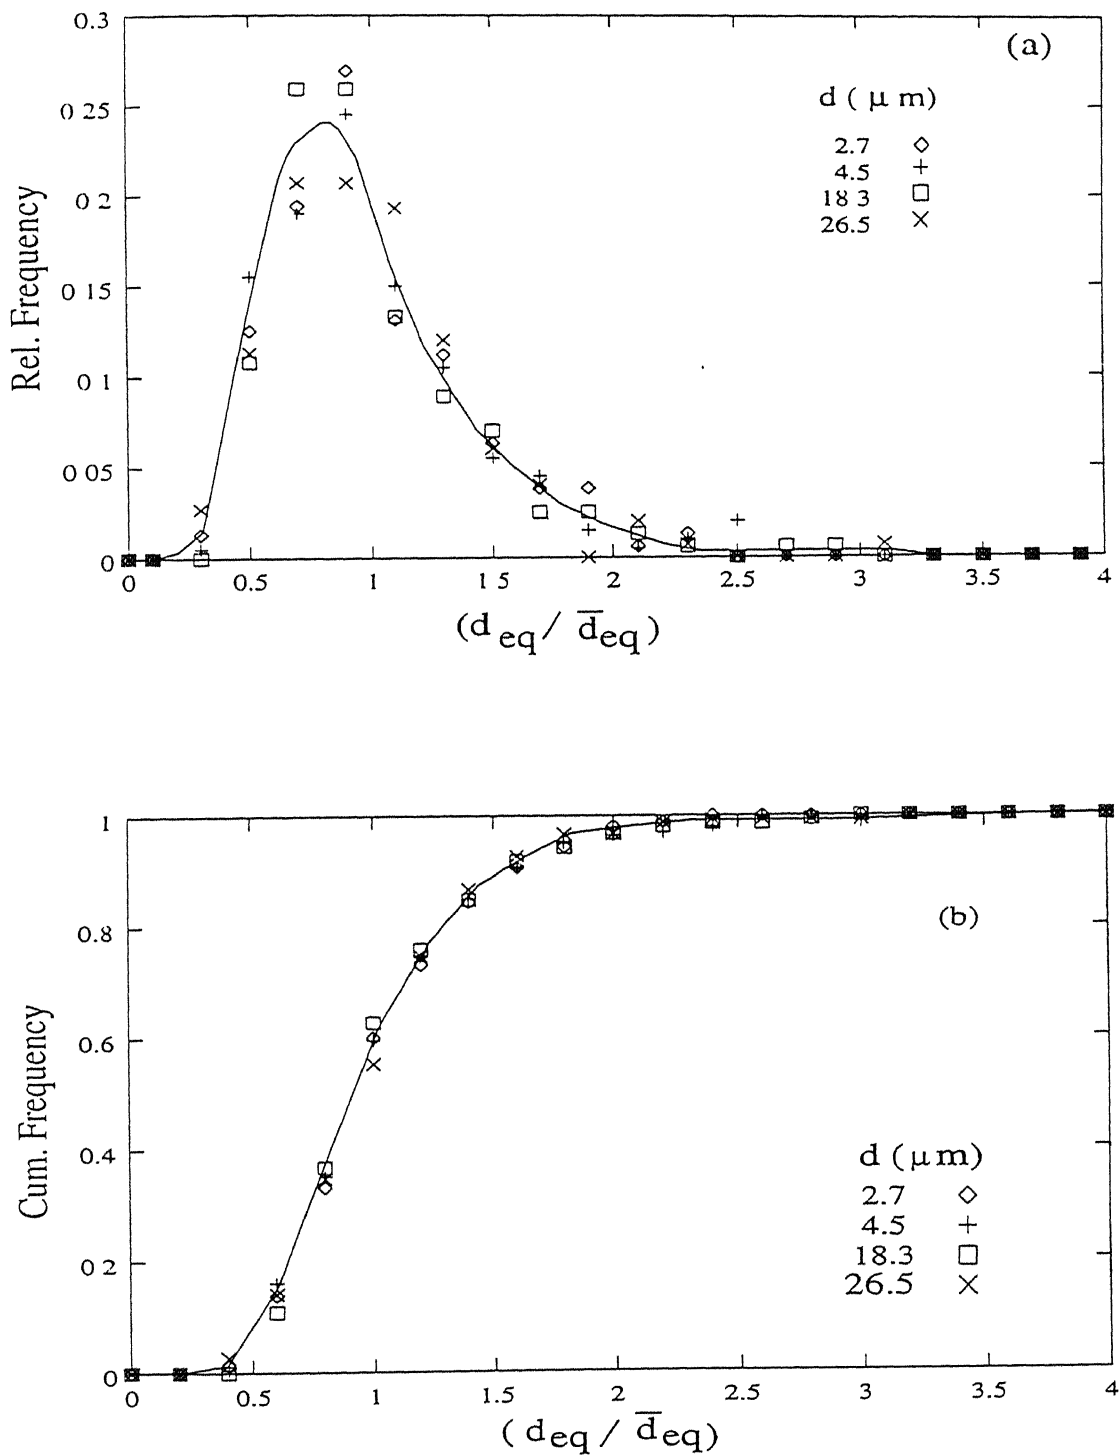 0.3
(a)
0 25
0 2
0 15
0 1
0 05
0
Rel. Frequency
d ( μ m)
2.7
4.5
18 3
26.5
0 0.5 1 1 5 2 2.5 3 3.5 4
(d eq / d̅ eq)
1
0.8
0.6
0.4
0 2
0
Cum. Frequency
(b)
d (μ m)
2.7
4.5
18.3
26.5
0 0.5 1 1.5 2 2.5 3 3.5 4
( d eq / d̅ eq)